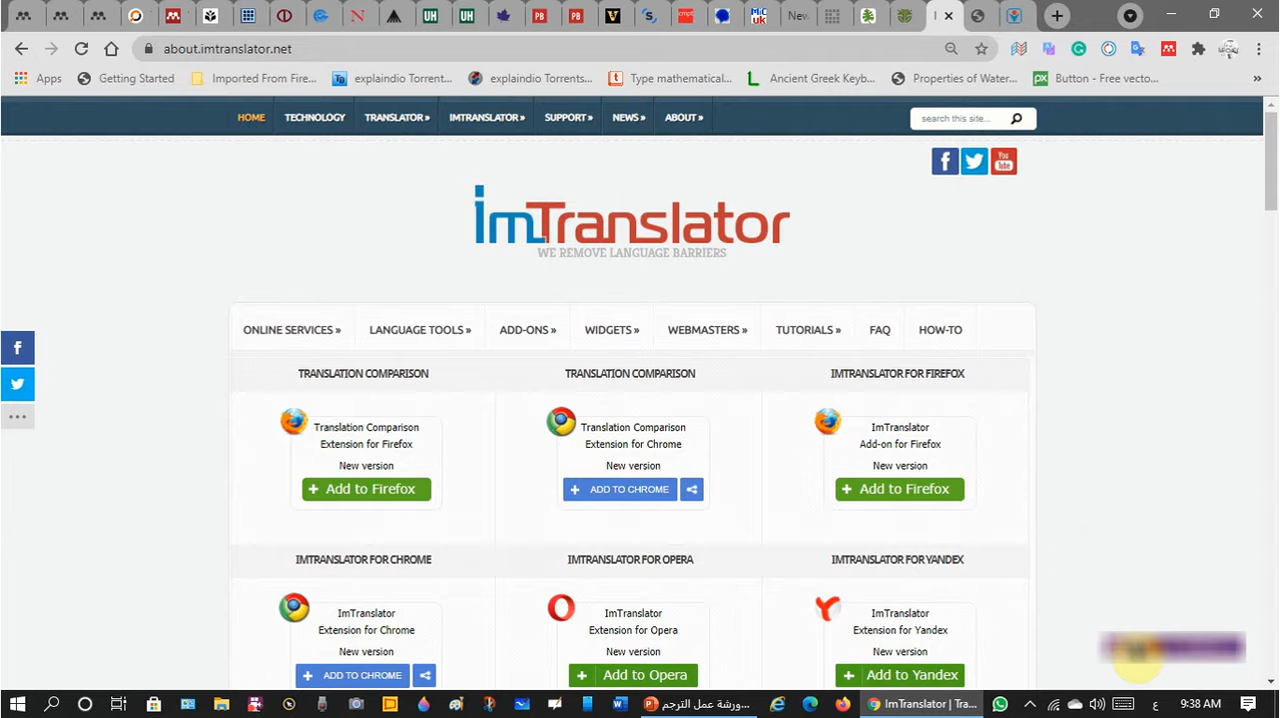 about.imtranslator.net
Apps
Getting Started
Imported From Fire...
explaindio Torrent...
explaindio Torrents...
Type mathematical...
Ancient Greek Keyb...
Properties of Water...
Button - Free vecto...
HOME
TECHNOLOGY
TRANSLATOR »
IMTRANSLATOR »
SUPPORT »
NEWS »
ABOUT »
search this site...
You Tube
ImTranslator
WE REMOVE LANGUAGE BARRIERS
ONLINE SERVICES »
LANGUAGE TOOLS »
ADD-ONS »
WIDGETS »
WEBMASTERS »
TUTORIALS »
FAQ
HOW-TO
TRANSLATION COMPARISON
TRANSLATION COMPARISON
IMTRANSLATOR FOR FIREFOX
Translation Comparison
Extension for Firefox
New version
Add to Firefox
Translation Comparison
Extension for Chrome
New version
ADD TO CHROME
ImTranslator
Add-on for Firefox
New version
Add to Firefox
IMTRANSLATOR FOR CHROME
IMTRANSLATOR FOR OPERA
IMTRANSLATOR FOR YANDEX
ImTranslator
Extension for Chrome
New version
ADD TO CHROME
ImTranslator
Extension for Opera
New version
Add to Opera
ImTranslator
Extension for Yandex
New version
Add to Yandex
ورشة عمل الترجم...
ImTranslator | Tra...
ع
9:38 AM